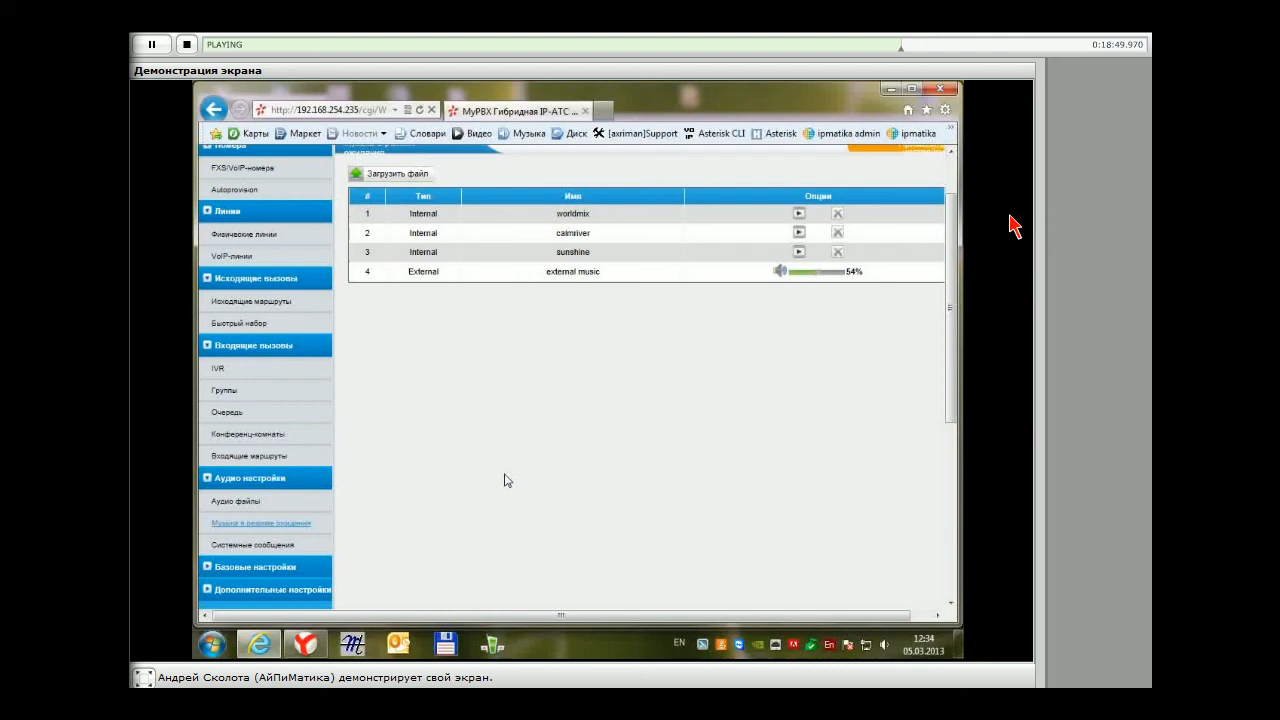 PLAYING
0:18:49.970
Демонстрация экрана
http://192.168.254.235/cgi/W
MyPBX Гибридная IP-АТС ...
Карты Маркет Новости Словари Видео Музыка Диск [axriman]Support Asterisk CLI Asterisk ipmatika admin ipmatika
Номера
ожидания
FXS/VoIP-номера
Загрузить файл
Autoprovision
# Тип Имя Опции
Линии
1 Internal worldmix
Физические линии
2 Internal calmriver
VoIP-линии
3 Internal sunshine
4 External external music 54%
Исходящие вызовы
Исходящие маршруты
Быстрый набор
Входящие вызовы
IVR
Группы
Очередь
Конференц-комнаты
Входящие маршруты
Аудио настройки
Аудио файлы
Музыка в режиме ожидания
Системные сообщения
Базовые настройки
Дополнительные настройки
EN
En
12:34
05.03.2013
Андрей Сколота (АйПиМатика) демонстрирует свой экран.